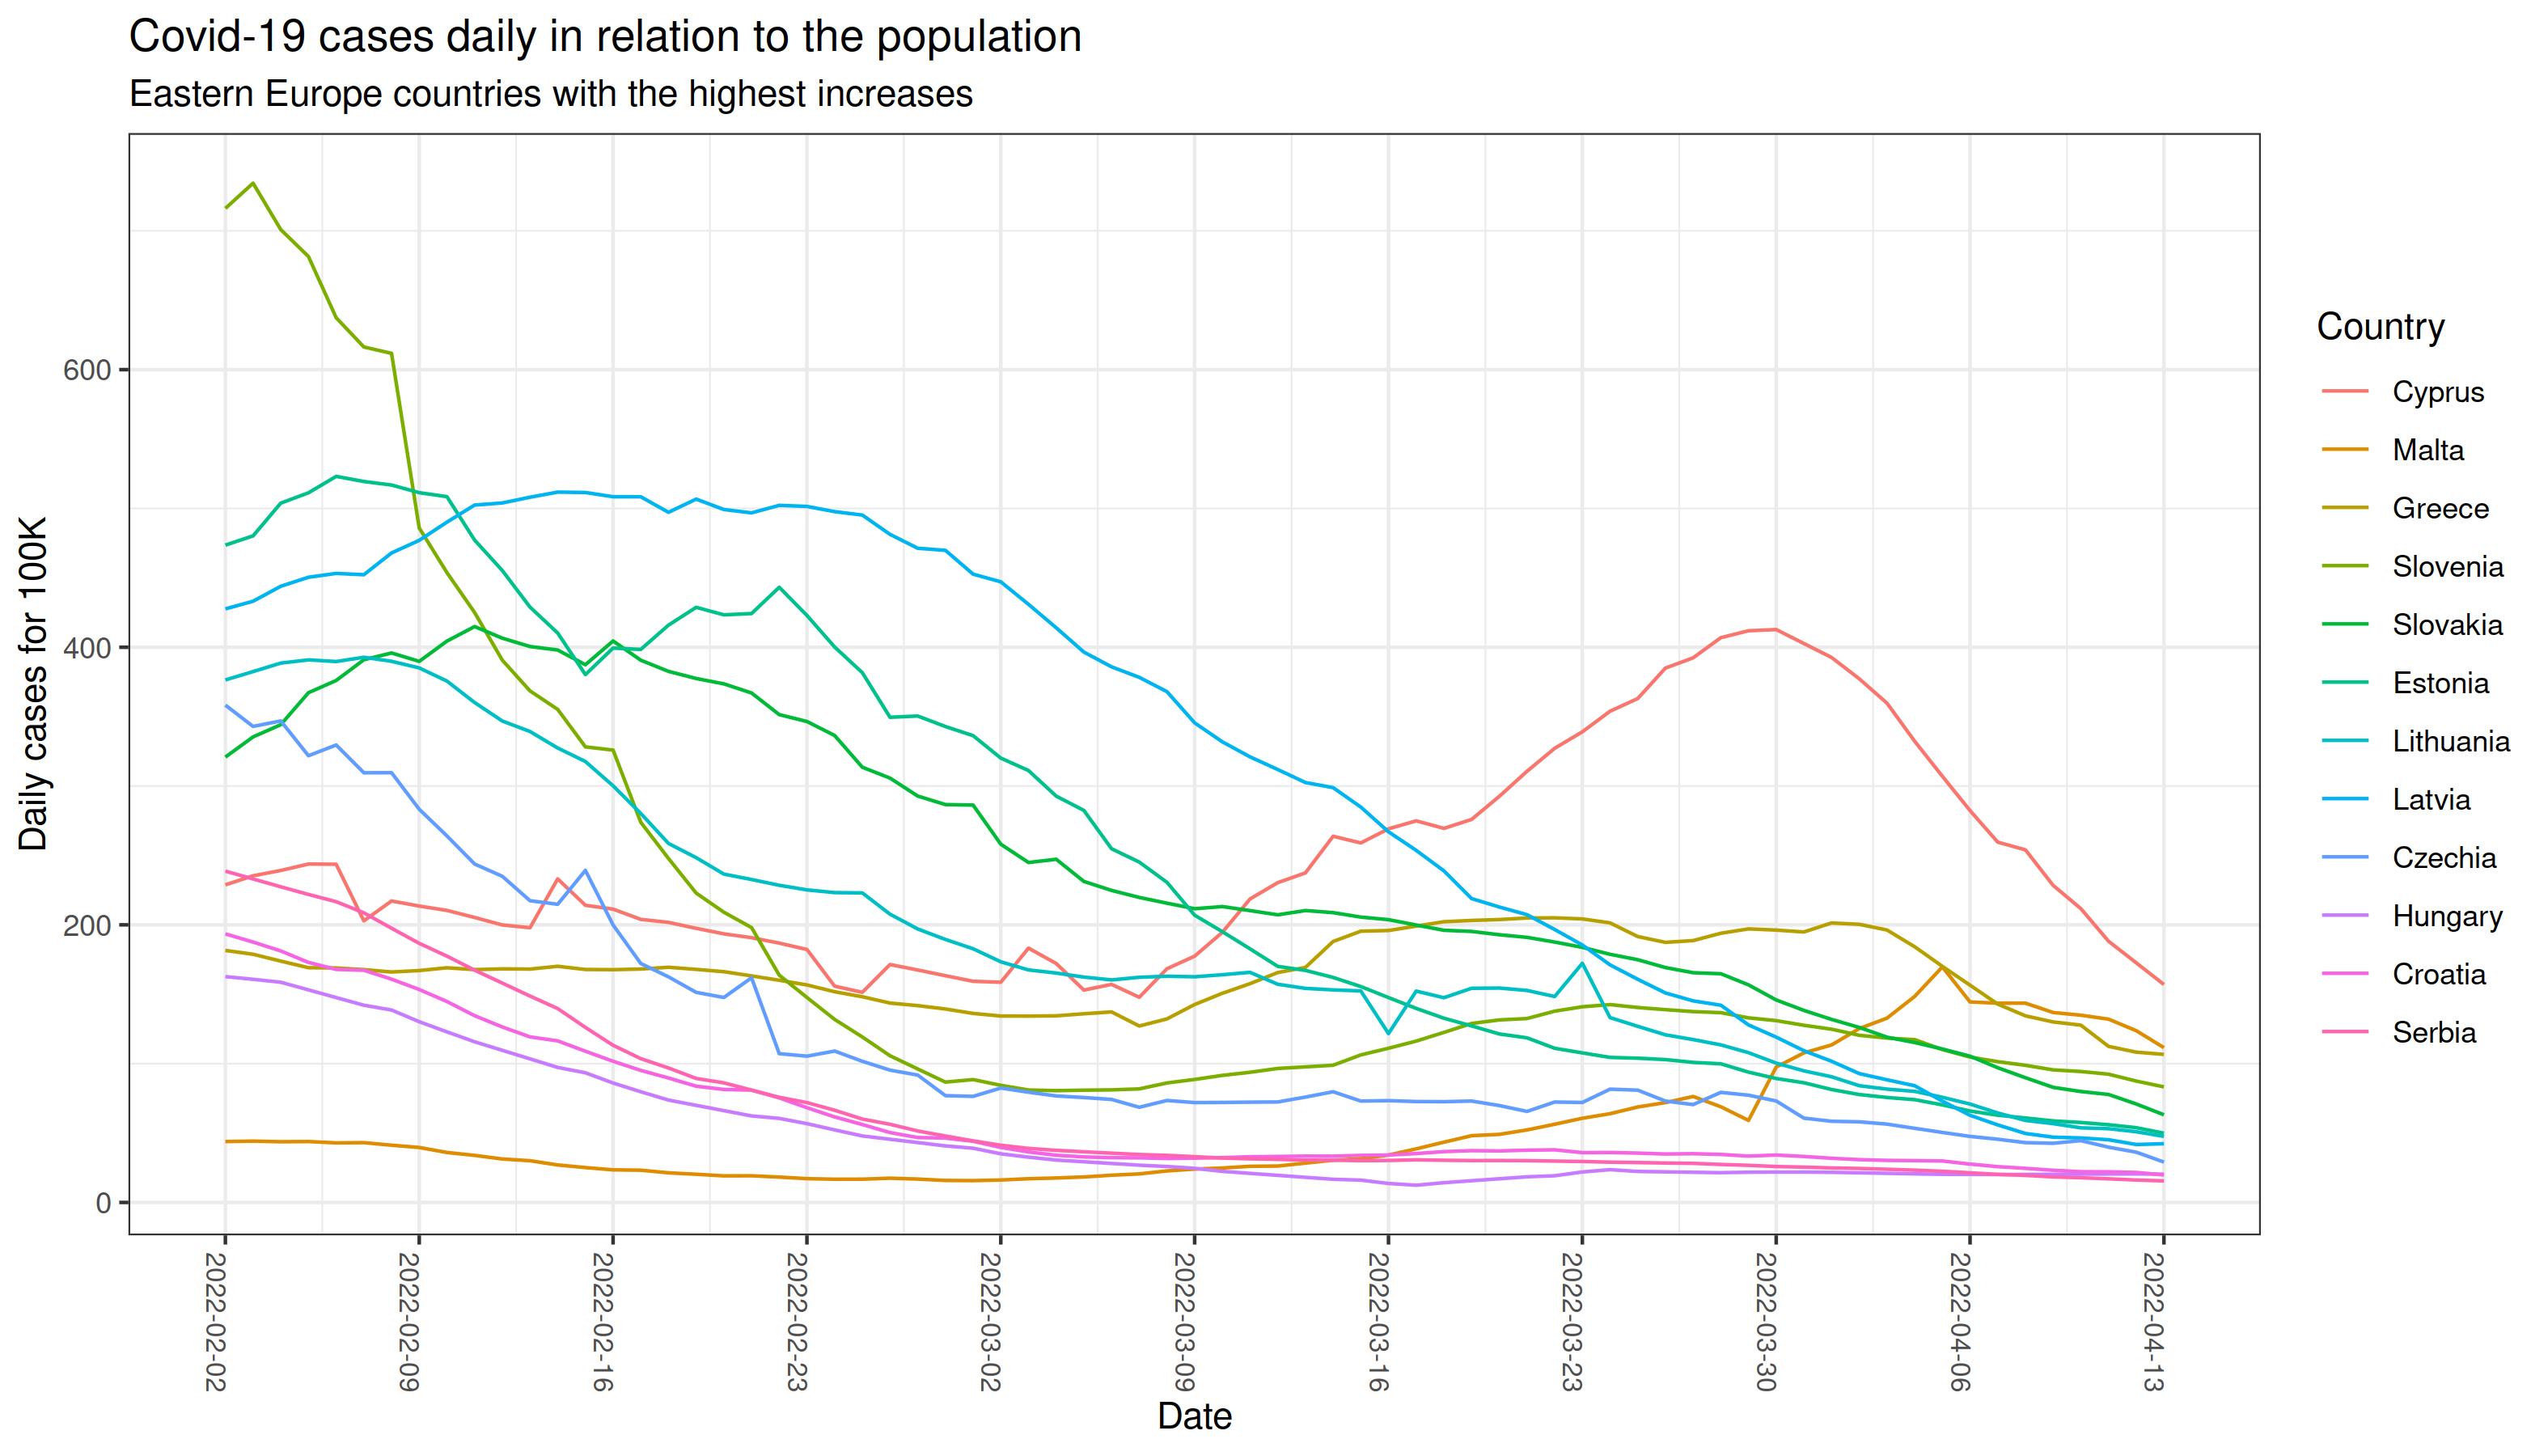 Covid-19 cases daily in relation to the population
Eastern Europe countries with the highest increases
Daily cases for 100K
600
400
200
0
2022-02-02
2022-02-09
2022-02-16
2022-02-23
2022-03-02
2022-03-09
2022-03-16
2022-03-23
2022-03-30
2022-04-06
2022-04-13
Date
Country
Cyprus
Malta
Greece
Slovenia
Slovakia
Estonia
Lithuania
Latvia
Czechia
Hungary
Croatia
Serbia